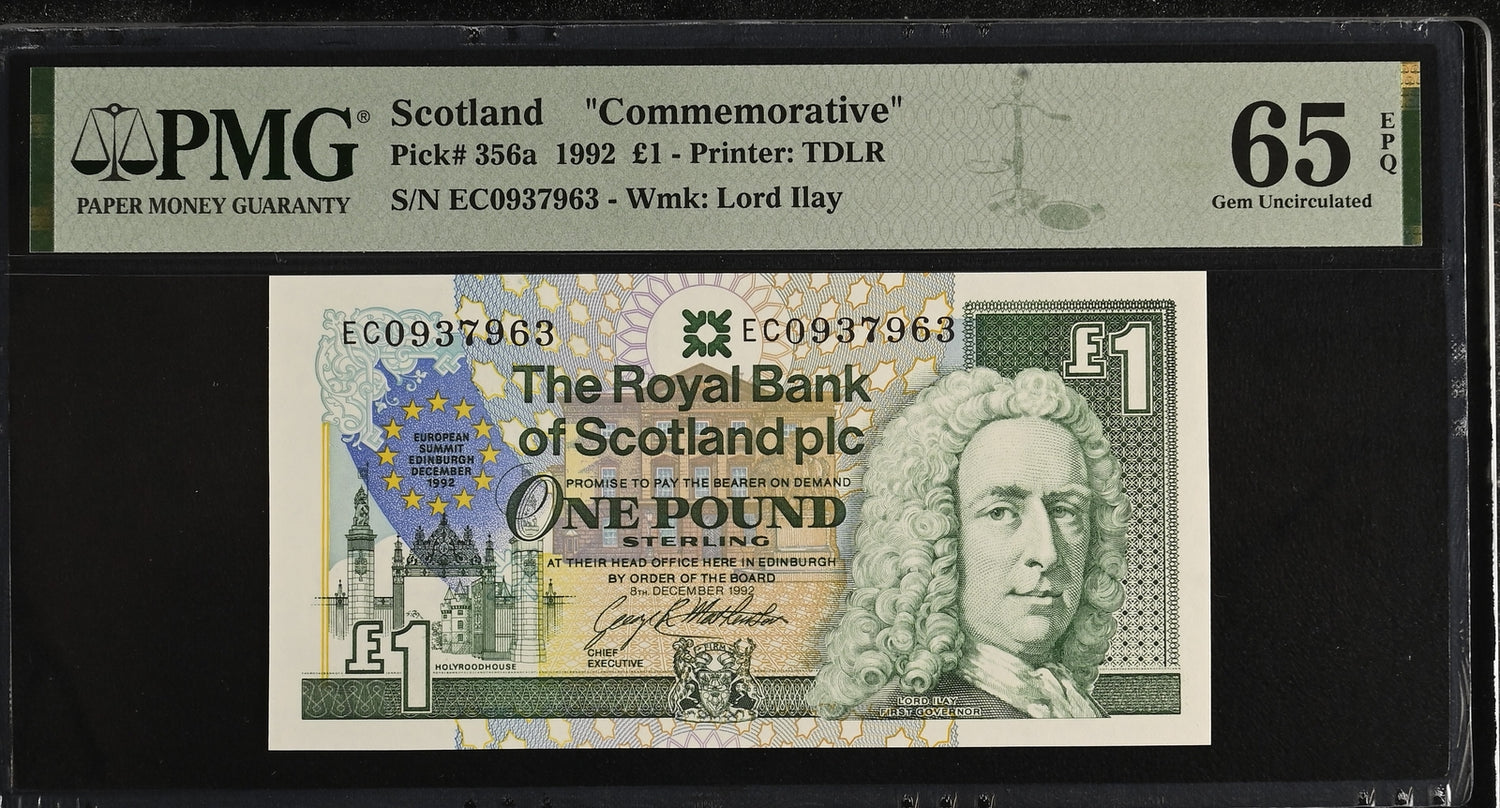 PMG®
PAPER MONEY GUARANTY
Scotland "Commemorative"
Pick# 356a 1992 £1 - Printer: TDLR
S/N EC0937963 - Wmk: Lord Ilay
65
EPQ
Gem Uncirculated
EC0937963
EC0937963
£1
The Royal Bank
of Scotland plc
EUROPEAN
SUMMIT
EDINBURGH
DECEMBER
1992
PROMISE TO PAY THE BEARER ON DEMAND
ONE POUND
STERLING
AT THEIR HEAD OFFICE HERE IN EDINBURGH
BY ORDER OF THE BOARD
8TH. DECEMBER 1992
CHIEF
EXECUTIVE
£1
HOLYROODHOUSE
FIRM
LORD ILAY
FIRST GOVERNOR